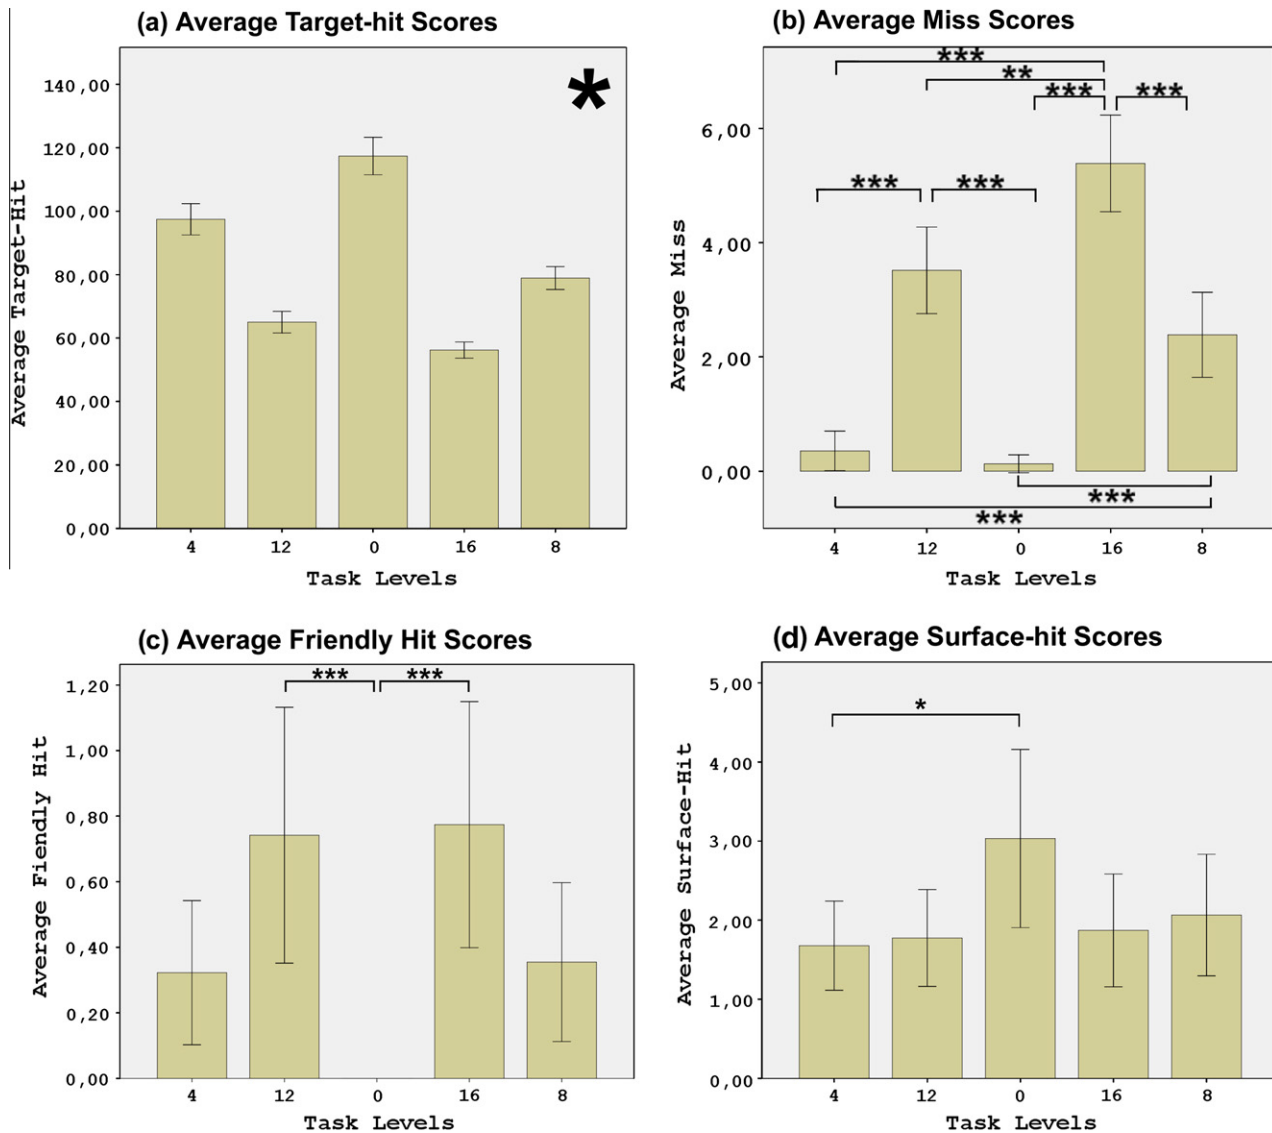 (a) Average Target-hit Scores
*
Average Target-Hit
140,00
120,00
100,00
80,00
60,00
40,00
20,00
0,00
4 12 0 16 8
Task Levels
(b) Average Miss Scores
***
**
*** ***
*** ***
Average Miss
6,00
4,00
2,00
0,00
***
***
4 12 0 16 8
Task Levels
(c) Average Friendly Hit Scores
*** ***
Average Fiendly Hit
1,20
1,00
0,80
0,60
0,40
0,20
0,00
4 12 0 16 8
Task Levels
(d) Average Surface-hit Scores
*
Average Surface-Hit
5,00
4,00
3,00
2,00
1,00
0,00
4 12 0 16 8
Task Levels